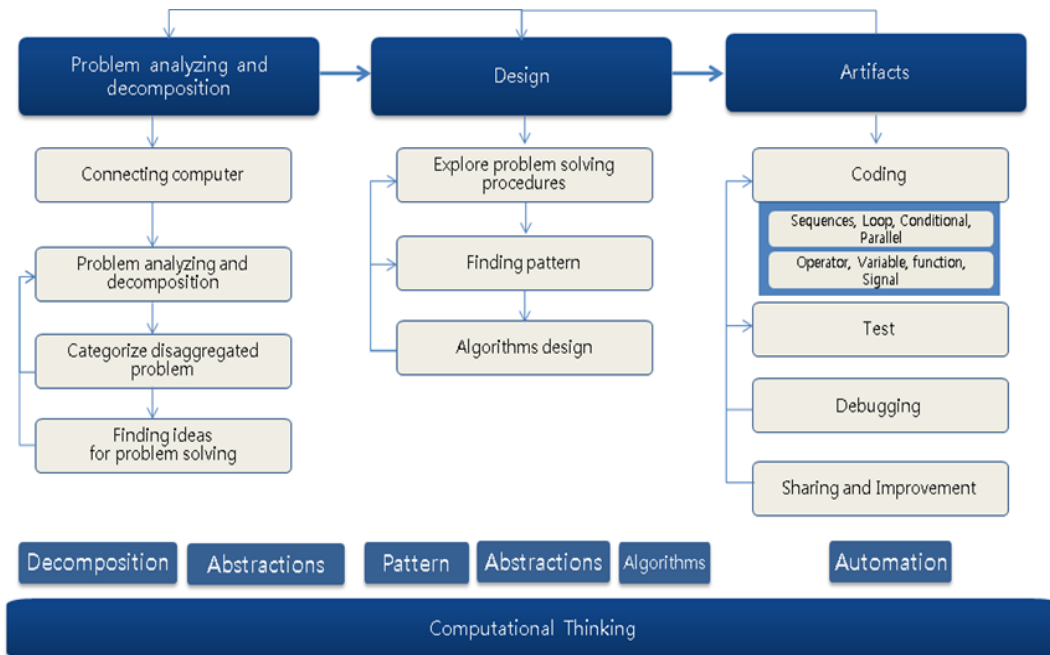 Problem analyzing and
decomposition
Design
Artifacts
Connecting computer
Problem analyzing and
decomposition
Categorize disaggregated
problem
Finding ideas
for problem solving
Explore problem solving
procedures
Finding pattern
Algorithms design
Coding
Sequences, Loop, Conditional,
Parallel
Operator, Variable, function,
Signal
Test
Debugging
Sharing and Improvement
Decomposition
Abstractions
Pattern
Abstractions
Algorithms
Automation
Computational Thinking